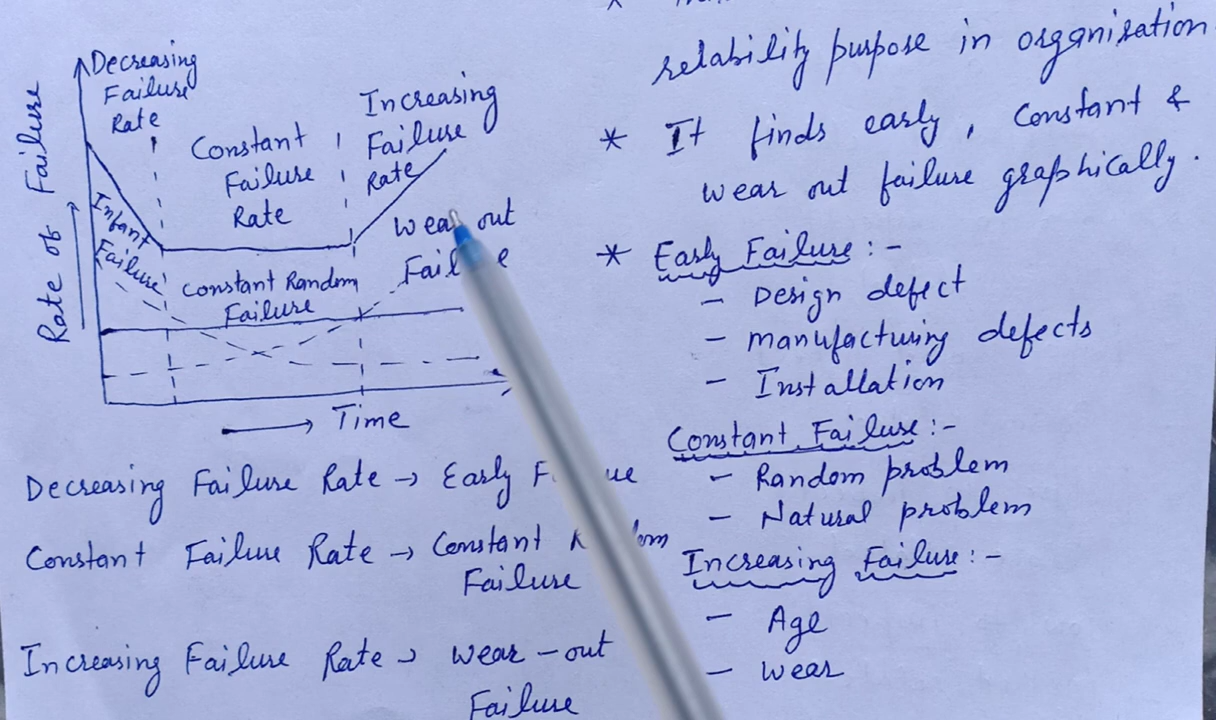 Decreasing
Failure
Rate
Constant
Failure
Rate
Increasing
Failure
Rate
Infant
Failure
Constant Random
Failure
Wear out
Rate of Failure
Time
Decreasing Failure Rate → Early
Constant Failure Rate → Constant
Failure
Increasing Failure Rate → Wear-out
Failure
relability purpose in organisation
* It finds early, Constant &
wear out failure graphically.
* Early Failure :-
- Design defect
- manufacturing defects
- Installation
Constant Failure :-
- Random problem
- Natural problem
Increasing Failure :-
- Age
- wear